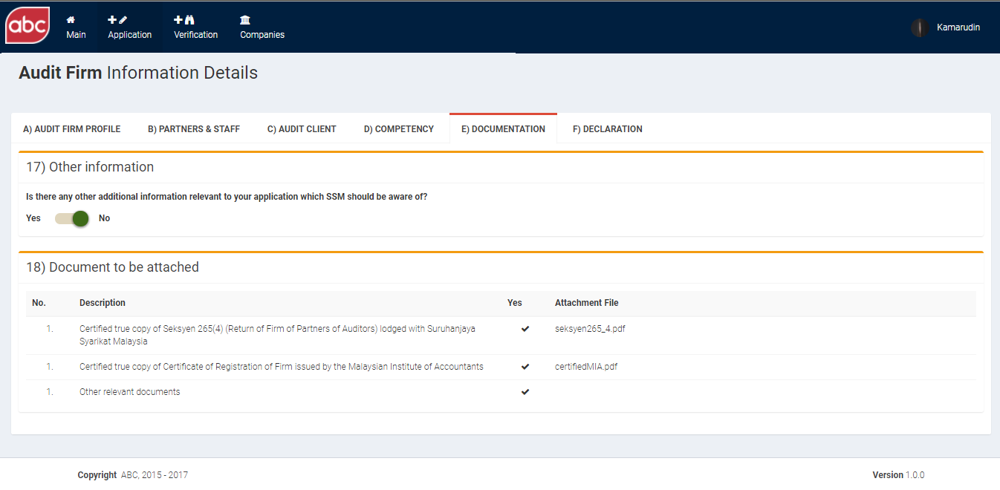 abc
Main
Application
Verification
Companies
Kamarudin
Audit Firm Information Details
A) AUDIT FIRM PROFILE
B) PARTNERS & STAFF
C) AUDIT CLIENT
D) COMPETENCY
E) DOCUMENTATION
F) DECLARATION
17) Other information
Is there any other additional information relevant to your application which SSM should be aware of?
Yes No
18) Document to be attached
No. Description Yes Attachment File
1. Certified true copy of Seksyen 265(4) (Return of Firm of Partners of Auditors) lodged with Suruhanjaya seksyen265_4.pdf
Syarikat Malaysia
1. Certified true copy of Certificate of Registration of Firm issued by the Malaysian Institute of Accountants certifiedMIA.pdf
1. Other relevant documents
Copyright ABC, 2015 - 2017
Version 1.0.0